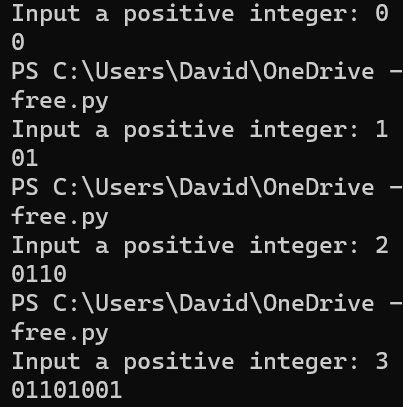 Input a positive integer: 0
0
PS C:\Users\David\OneDrive -
free.py
Input a positive integer: 1
01
PS C:\Users\David\OneDrive -
free.py
Input a positive integer: 2
0110
PS C:\Users\David\OneDrive -
free.py
Input a positive integer: 3
01101001